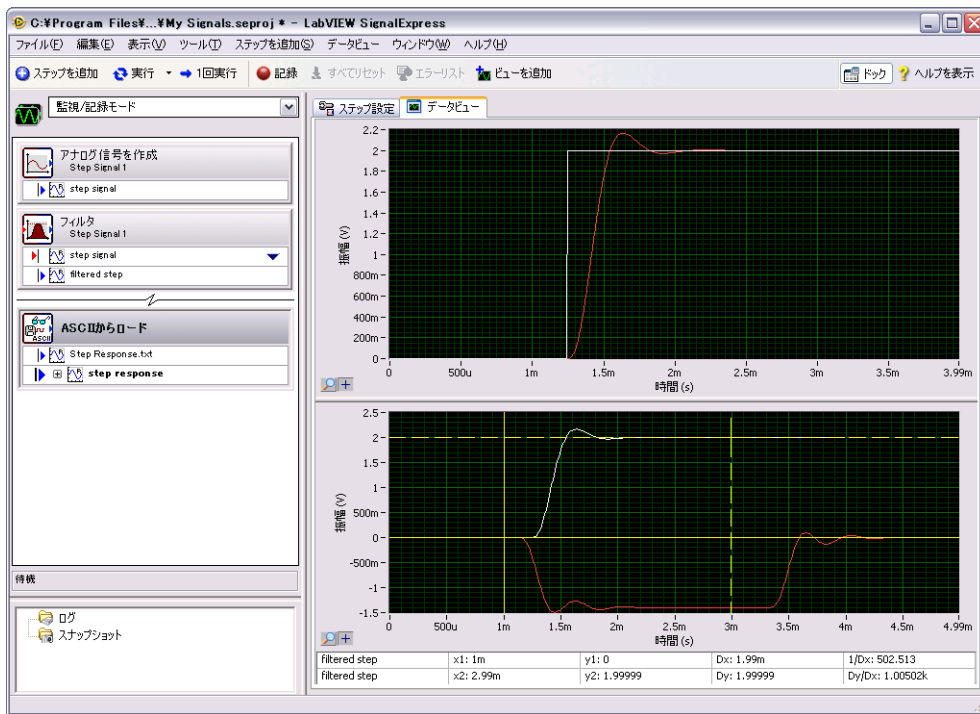 C:¥Program Files¥...¥My Signals.seproj * - LabVIEW SignalExpress
ファイル(F) 編集(E) 表示(V) ツール(T) ステップを追加(S) データビュー ウィンドウ(W) ヘルプ(H)
ステップを追加 実行 1回実行 記録 すべてリセット エラーリスト ビューを追加 ドック ヘルプを表示
監視/記録モード
アナログ信号を作成
Step Signal 1
step signal
フィルタ
Step Signal 1
step signal
filtered step
ASCII
ASCIIからロード
Step Response.txt
step response
待機
ログ
スナップショット
ステップ設定 データビュー
2.2
2
1.8
1.6
1.4
1.2
1
800m
600m
400m
200m
0
振幅(V)
0 500u 1m 1.5m 2m 2.5m 3m 3.5m 3.99m
時間(s)
2.5
2
1.5
1
500m
0
-500m
-1
-1.5
振幅(V)
0 500u 1m 1.5m 2m 2.5m 3m 3.5m 4m 4.99m
時間(s)
filtered step x1: 1m y1: 0 Dx: 1.99m 1/Dx: 502.513
filtered step x2: 2.99m y2: 1.99999 Dy: 1.99999 Dy/Dx: 1.00502k